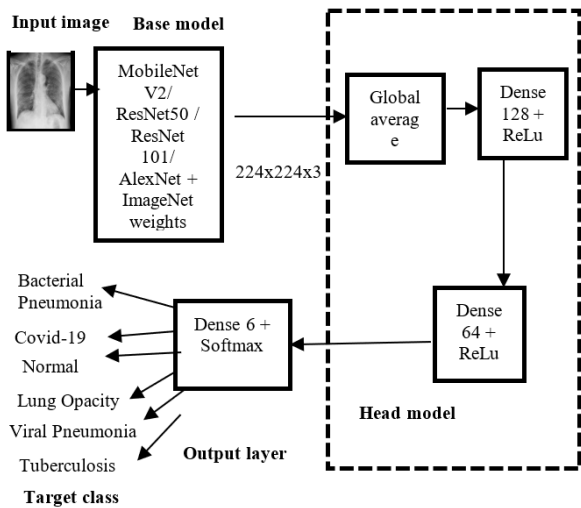 Input image
Base model
MobileNet
V2/
ResNet50 /
ResNet
101/
AlexNet +
ImageNet
weights
224x224x3
Global
averag
e
Dense
128 +
ReLu
Dense
64 +
ReLu
Head model
Dense 6 +
Softmax
Output layer
Bacterial
Pneumonia
Covid-19
Normal
Lung Opacity
Viral Pneumonia
Tuberculosis
Target class